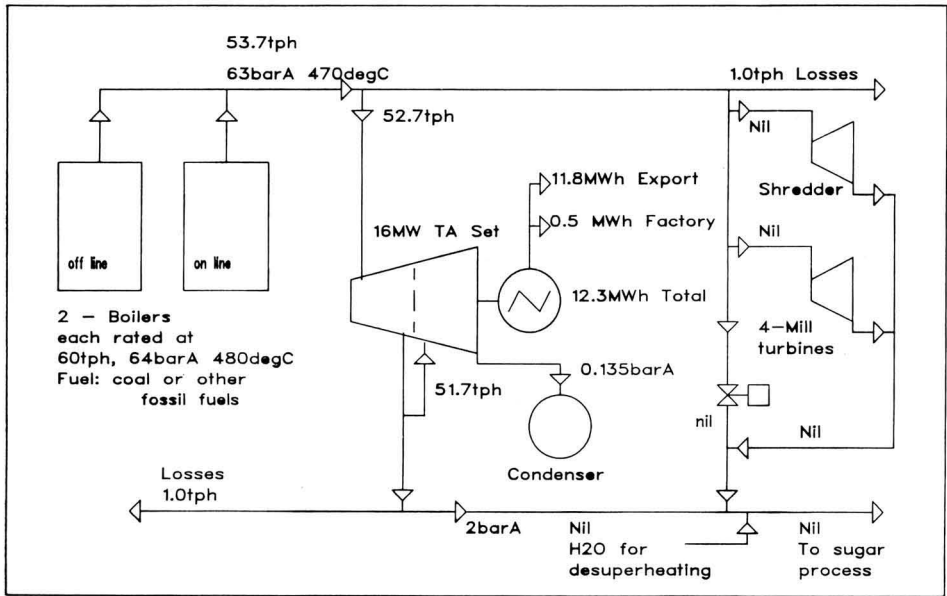 53.7tph
63barA 470degC
1.0tph Losses
52.7tph
Nil
Shredder
11.8MWh Export
0.5 MWh Factory
16MW TA Set
Nil
off line
on line
12.3MWh Total
2 – Boilers
each rated at
60tph, 64barA 480degC
Fuel: coal or other
fossil fuels
4-Mill
turbines
0.135barA
51.7tph
nil
Nil
Condenser
Losses
1.0tph
2barA
Nil
H2O for
desuperheating
Nil
To sugar
process